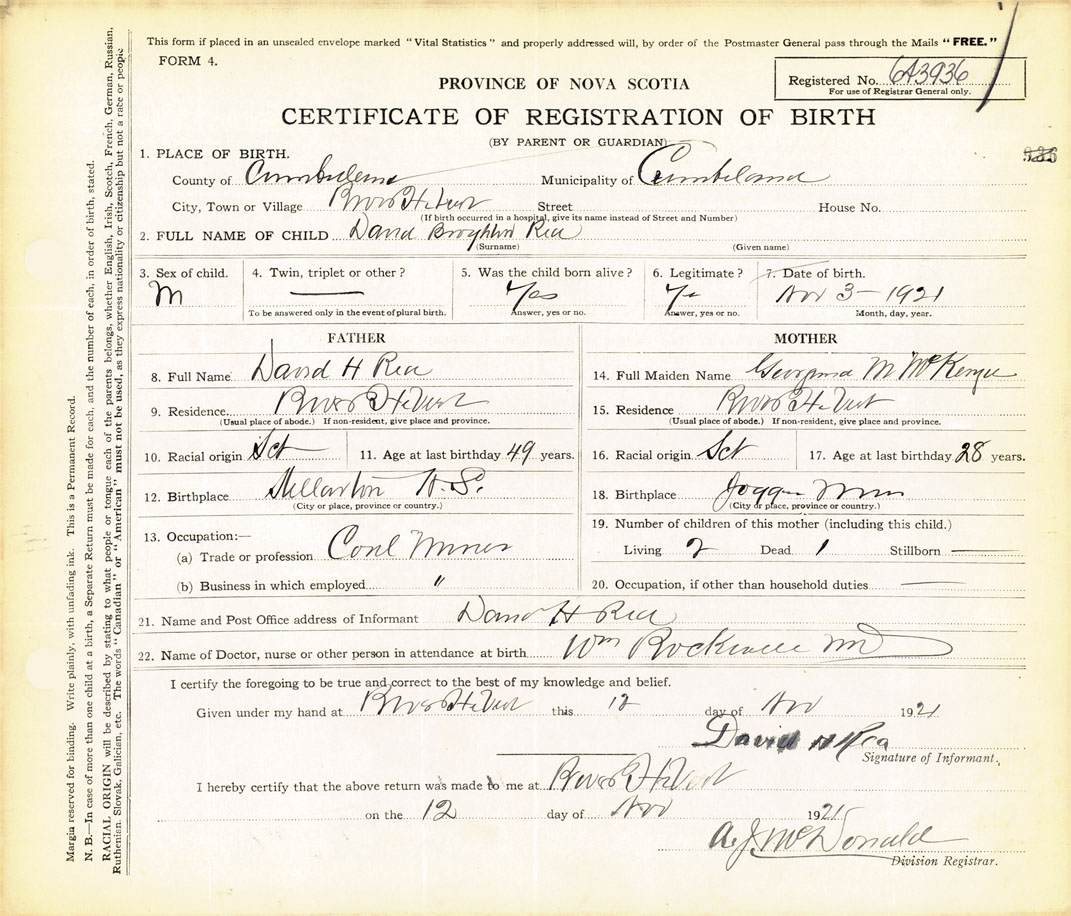 This form if placed in an unsealed envelope marked "Vital Statistics" and properly addressed will, by order of the Postmaster General pass through the Mails "FREE."
FORM 4.
Registered No. 6A3936
For use of Registrar General only.
PROVINCE OF NOVA SCOTIA
CERTIFICATE OF REGISTRATION OF BIRTH
(BY PARENT OR GUARDIAN)
1. PLACE OF BIRTH.
County of Cumberland Municipality of Cumberland
City, Town or Village River Hebert Street House No.
(If birth occurred in a hospital, give its name instead of Street and Number)
2. FULL NAME OF CHILD David Rea
(Surname) (Given name)
3. Sex of child. 4. Twin, triplet or other? 5. Was the child born alive? 6. Legitimate? 7. Date of birth.
M — Yes Yes Nov 3 - 1921
To be answered only in the event of plural birth. Answer, yes or no. Answer, yes or no. Month, day, year.
FATHER MOTHER
8. Full Name David H Rea 14. Full Maiden Name Georgina M McKenzie
9. Residence River Hebert 15. Residence River Hebert
(Usual place of abode.) If non-resident, give place and province. (Usual place of abode.) If non-resident, give place and province.
10. Racial origin Sct 11. Age at last birthday 49 years. 16. Racial origin Sct 17. Age at last birthday 28 years.
12. Birthplace Stellarton N.S. 18. Birthplace Joggin Mines
(City or place, province or country.) (City or place, province or country.)
13. Occupation:— 19. Number of children of this mother (including this child.)
(a) Trade or profession Coal Miner Living 2 Dead 1 Stillborn —
(b) Business in which employed " 20. Occupation, if other than household duties —
21. Name and Post Office address of Informant David H Rea
22. Name of Doctor, nurse or other person in attendance at birth. Wm Rockwell MD
I certify the foregoing to be true and correct to the best of my knowledge and belief.
Given under my hand at River Hebert this 12 day of Nov 1921
David H Rea
Signature of Informant.
I hereby certify that the above return was made to me at River Hebert
on the 12 day of Nov 1921
A. J. McDonald
Division Registrar.
Margin reserved for binding. Write plainly, with unfading ink. This is a Permanent Record.
N. B.—In case of more than one child at a birth, a Separate Return must be made for each, and the number of each, in order of birth, stated.
RACIAL ORIGIN will be described by stating to what people or tongue each of the parents belongs, whether English, Irish, Scotch, French, German, Russian,
Ruthenian, Slovak, Galician, etc. The words "Canadian" or "American" must not be used, as they express nationality or citizenship but not a race or people